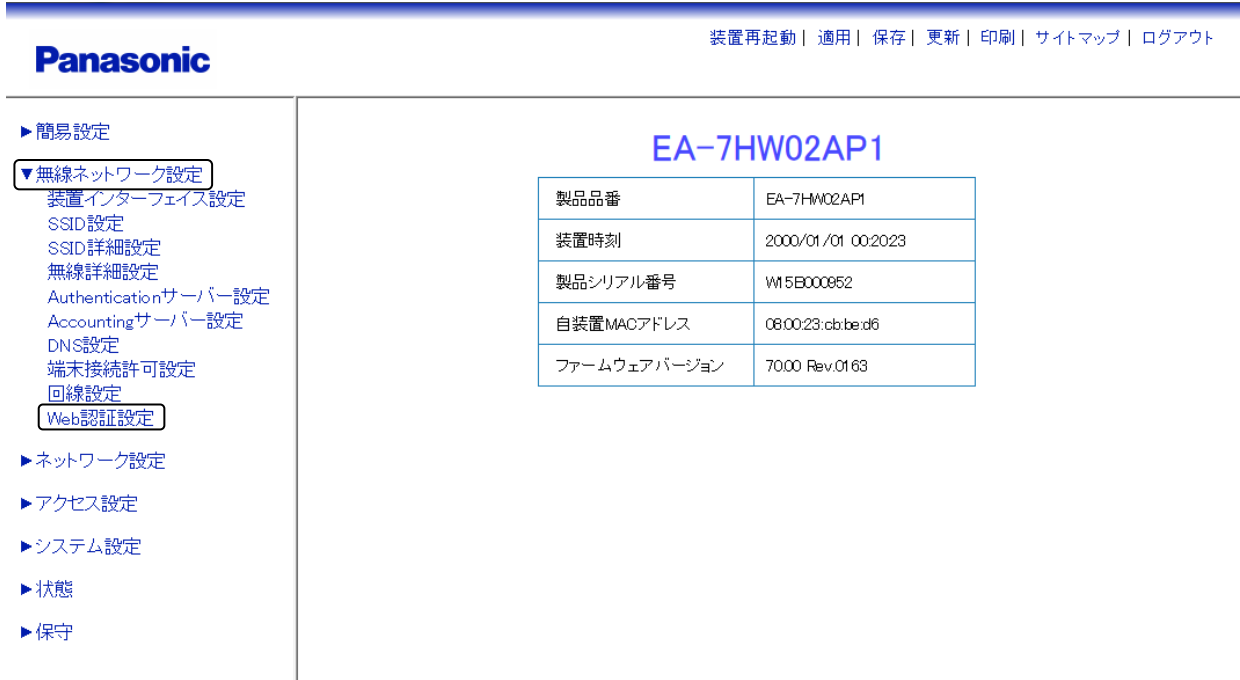 Panasonic
装置再起動| 適用| 保存| 更新| 印刷| サイトマップ| ログアウト
▶簡易設定
▼無線ネットワーク設定
装置インターフェイス設定
SSID設定
SSID詳細設定
無線詳細設定
Authenticationサーバー設定
Accountingサーバー設定
DNS設定
端末接続許可設定
回線設定
Web認証設定
▶ネットワーク設定
▶アクセス設定
▶システム設定
▶状態
▶保守
EA-7HW02AP1
製品品番 EA-7HW02AP1
装置時刻 2000/01/01 00:20:23
製品シリアル番号 W15B000952
自装置MACアドレス 08:00:23:cb:be:d6
ファームウェアバージョン 70.00 Rev.0163